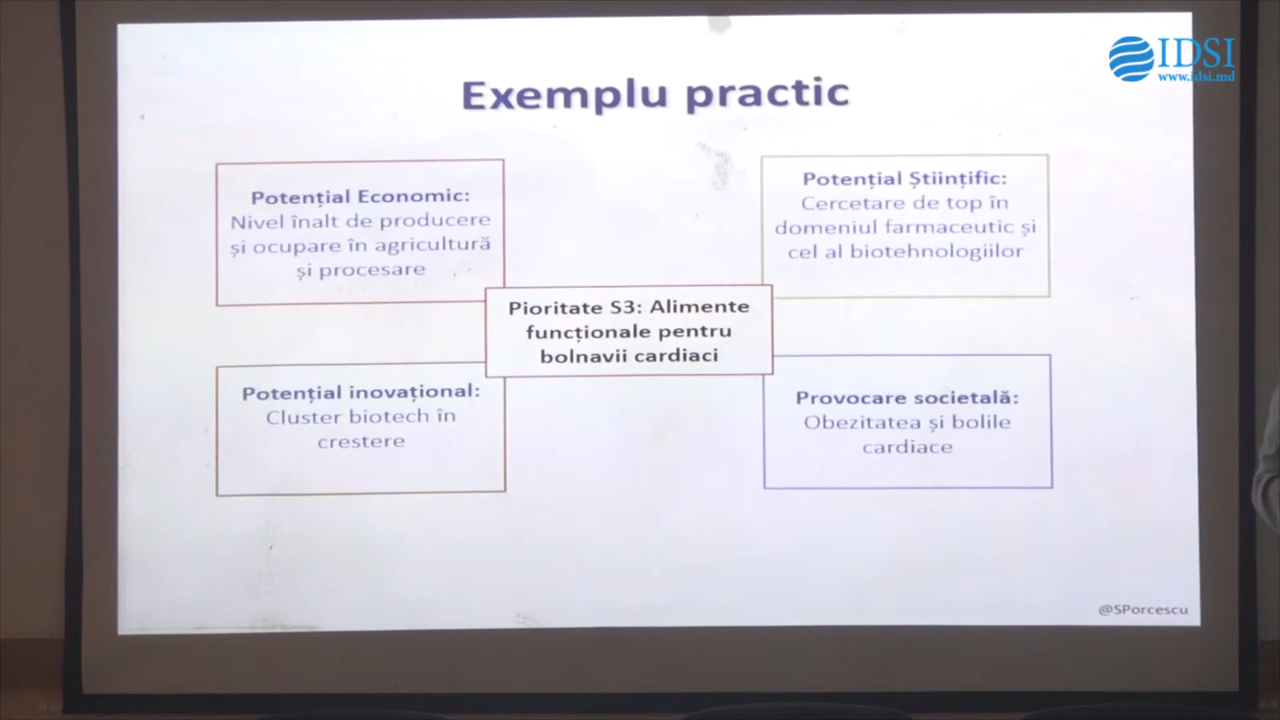 IDSI
www.idsi.md
Exemplu practic
Potențial Economic:
Nivel înalt de producere
și ocupare în agricultură
și procesare
Potențial Științific:
Cercetare de top în
domeniul farmaceutic și
cel al biotehnologiilor
Pioritate S3: Alimente
funcționale pentru
bolnavii cardiaci
Potențial inovațional:
Cluster biotech în
crestere
Provocare societală:
Obezitatea și bolile
cardiace
@SPorcescu